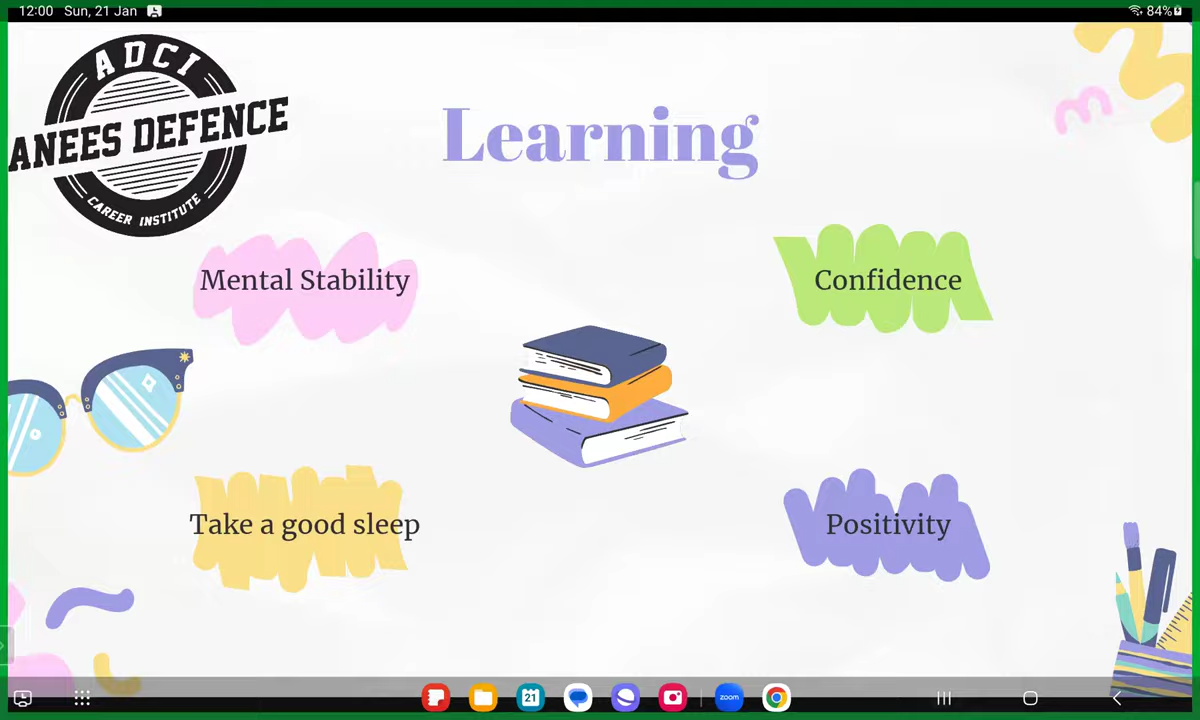 12:00 Sun, 21 Jan
84%
ADCI
ANEES DEFENCE
CAREER INSTITUTE
Learning
Mental Stability
Confidence
Take a good sleep
Positivity
21
zoom